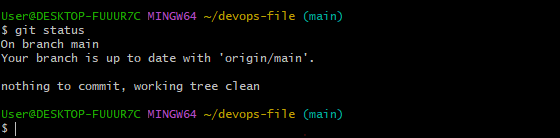 User@DESKTOP-FUUUR7C MINGW64 ~/devops-file (main)
$ git status
On branch main
Your branch is up to date with 'origin/main'.
nothing to commit, working tree clean
User@DESKTOP-FUUUR7C MINGW64 ~/devops-file (main)
$